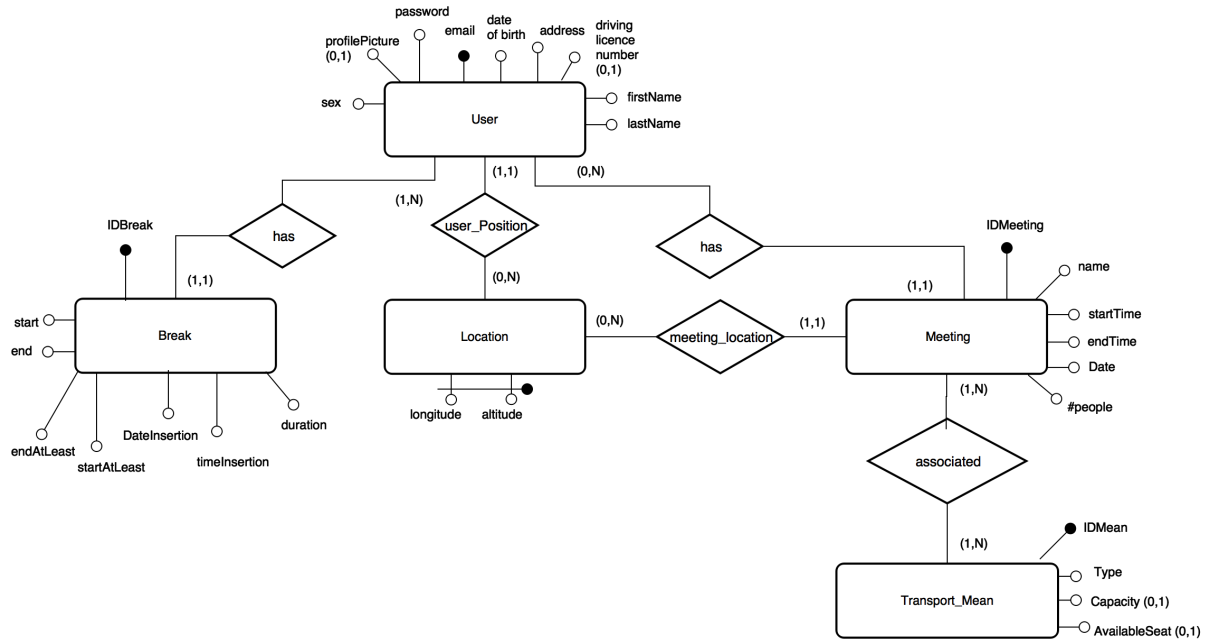 password
email
date
of birth
address
driving
licence
number
(0,1)
profilePicture
(0,1)
sex
firstName
lastName
User
(1,N)
(1,1)
(0,N)
has
user_Position
has
IDBreak
IDMeeting
name
(1,1)
(0,N)
(1,1)
start
end
Break
Location
(0,N)
meeting_location
(1,1)
Meeting
startTime
endTime
Date
#people
endAtLeast
startAtLeast
DateInsertion
timeInsertion
duration
longitude
altitude
(1,N)
associated
(1,N)
IDMean
Transport_Mean
Type
Capacity (0,1)
AvailableSeat (0,1)